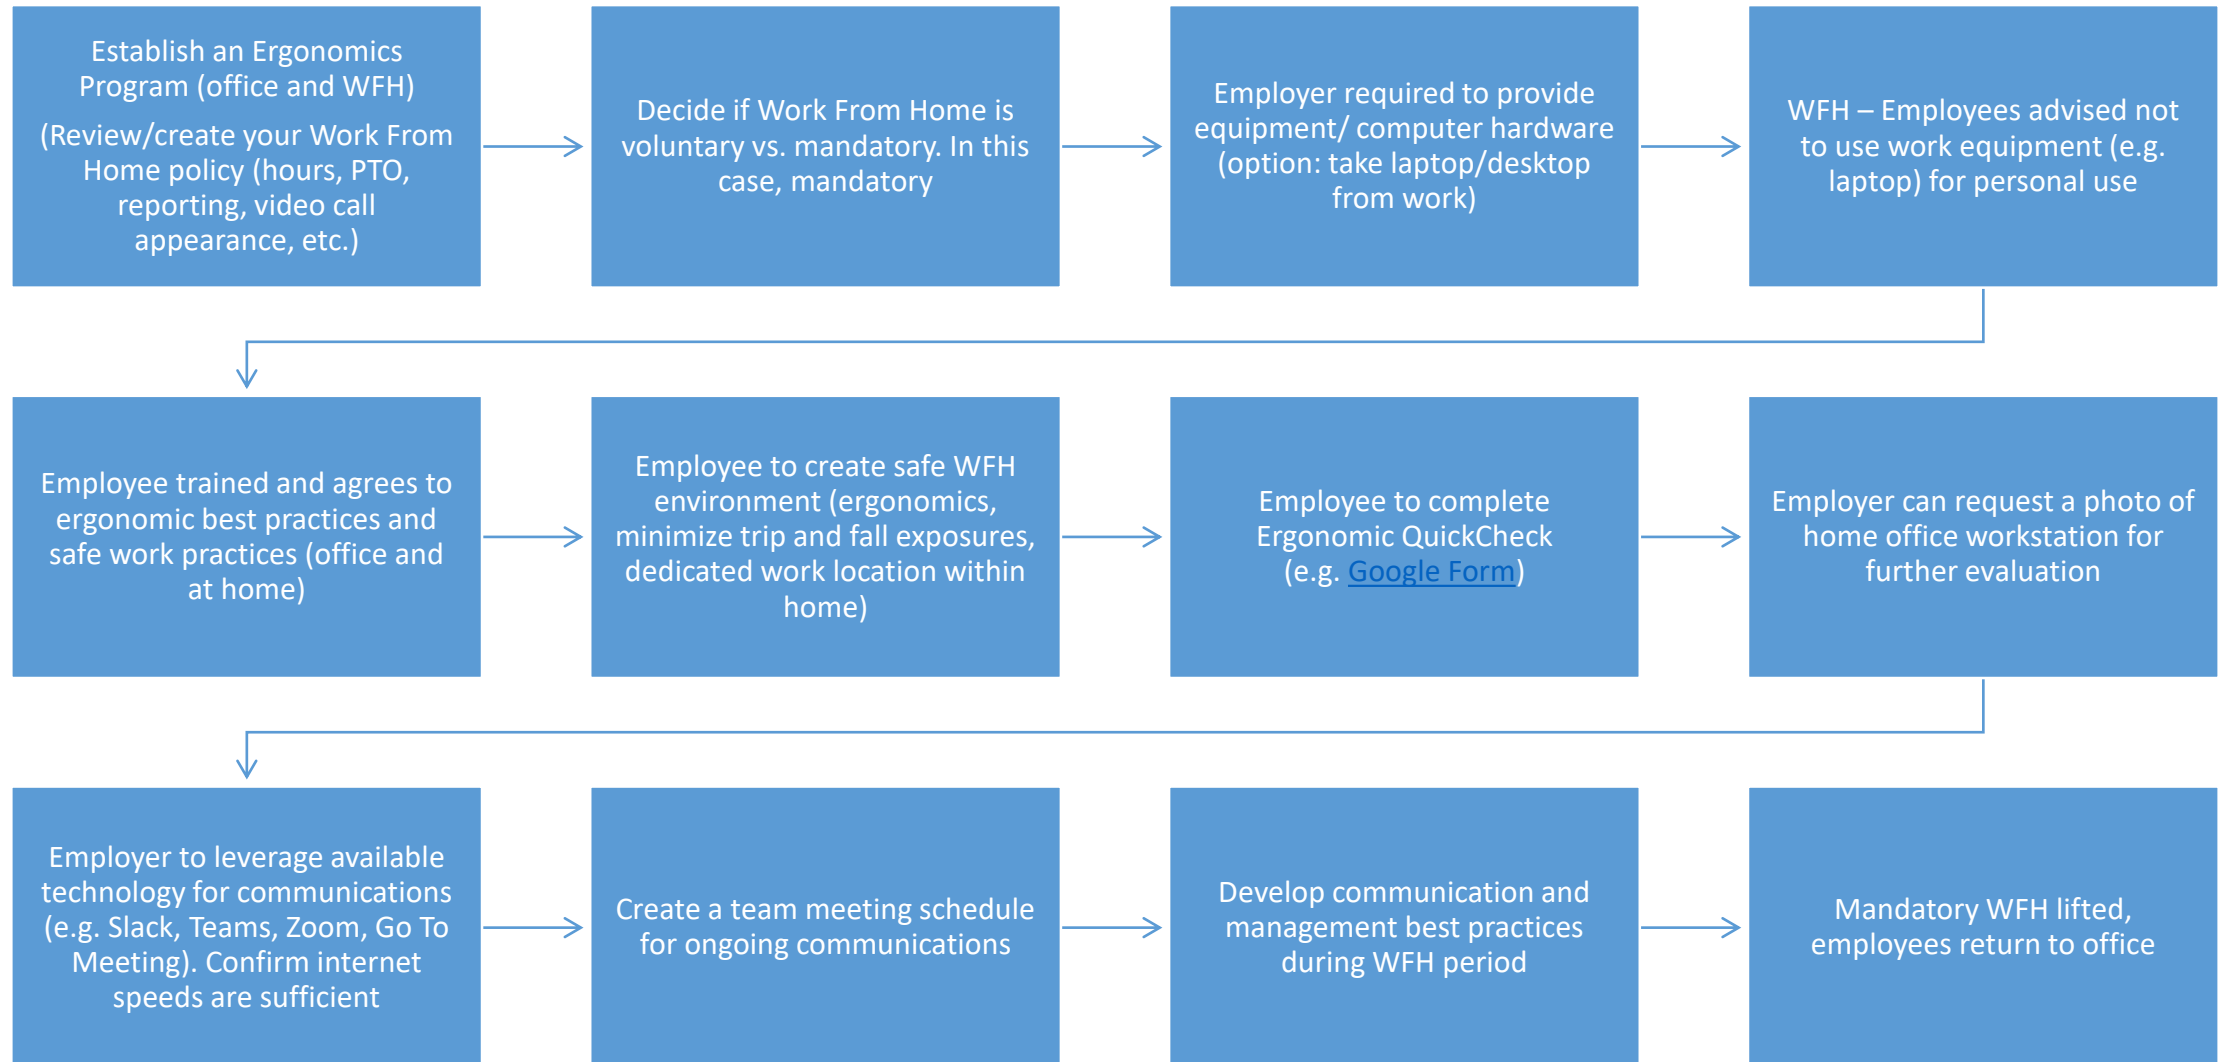 Establish an Ergonomics
Program (office and WFH)
(Review/create your Work From
Home policy (hours, PTO,
reporting, video call
appearance, etc.)
Decide if Work From Home is
voluntary vs. mandatory. In this
case, mandatory
Employer required to provide
equipment/ computer hardware
(option: take laptop/desktop
from work)
WFH – Employees advised not
to use work equipment (e.g.
laptop) for personal use
Employee trained and agrees to
ergonomic best practices and
safe work practices (office and
at home)
Employee to create safe WFH
environment (ergonomics,
minimize trip and fall exposures,
dedicated work location within
home)
Employee to complete
Ergonomic QuickCheck
(e.g. Google Form)
Employer can request a photo of
home office workstation for
further evaluation
Employer to leverage available
technology for communications
(e.g. Slack, Teams, Zoom, Go To
Meeting). Confirm internet
speeds are sufficient
Create a team meeting schedule
for ongoing communications
Develop communication and
management best practices
during WFH period
Mandatory WFH lifted,
employees return to office